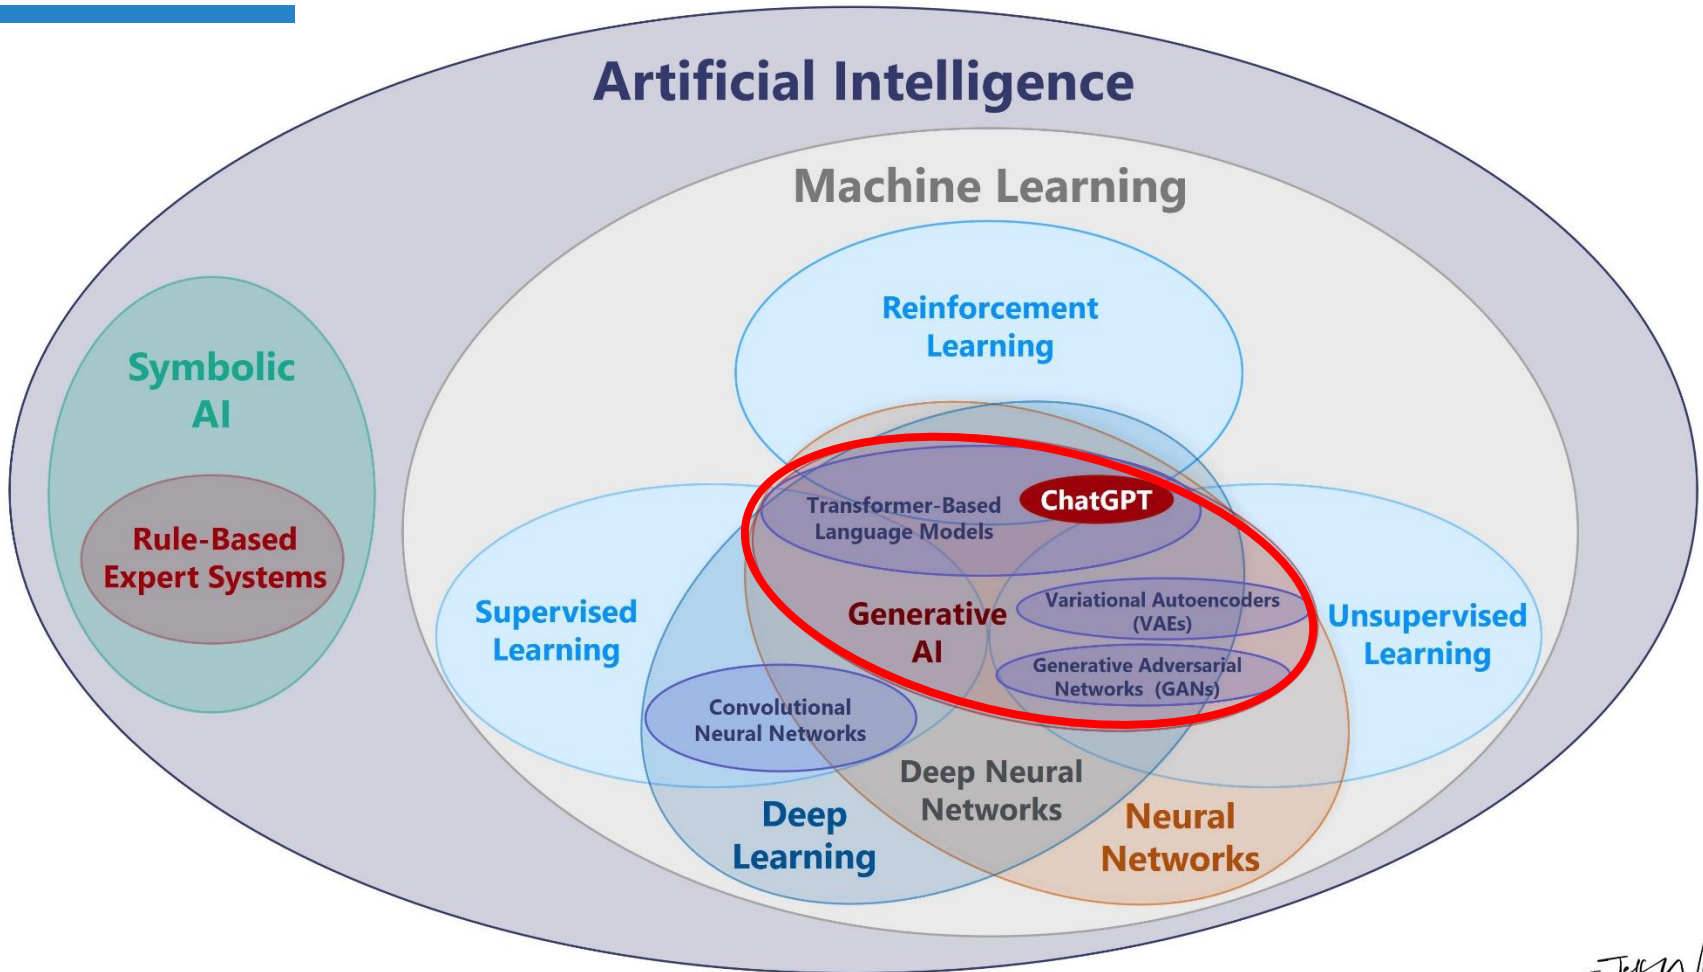 Artificial Intelligence
Machine Learning
Reinforcement
Learning
Symbolic
AI
Rule-Based
Expert Systems
Transformer-Based
Language Models
ChatGPT
Supervised
Learning
Generative
AI
Variational Autoencoders
(VAEs)
Generative Adversarial
Networks (GANs)
Unsupervised
Learning
Convolutional
Neural Networks
Deep Neural
Networks
Deep
Learning
Neural
Networks